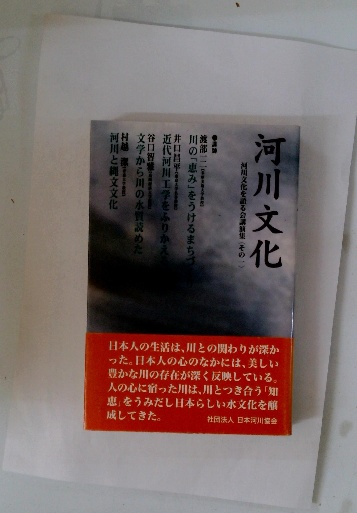 河川文化
河川文化を語る会講演集〈その一〉
●講師
渡部一二
川の「恵み」をうけるまちづ
井口昌平
近代河川工学をふりかえ
谷口智雅
文学から川の水質読めた
村越 潔
河川と縄文文化
日本人の生活は、川との関わりが深か
った。日本人の心のなかには、美しい
豊かな川の存在が深く反映している。
人の心に宿った川は、川とつき合う「知
恵」をうみだし日本らしい水文化を醸
成してきた。
社団法人 日本河川協会